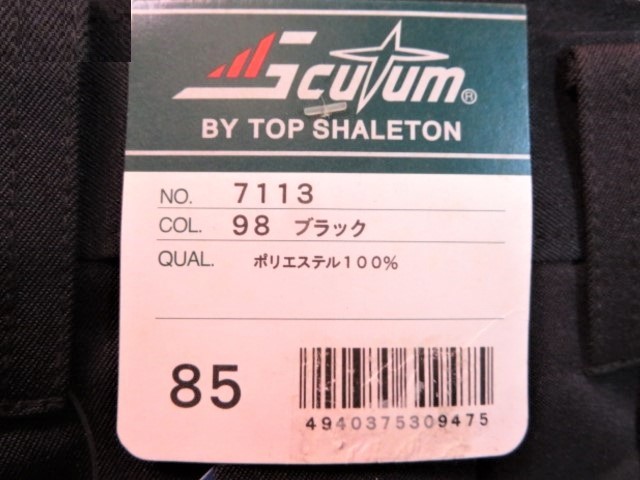 Scutum®
BY TOP SHALETON
NO. 7113
COL. 98 ブラック
QUAL. ポリエステル100%
85
4940375309475